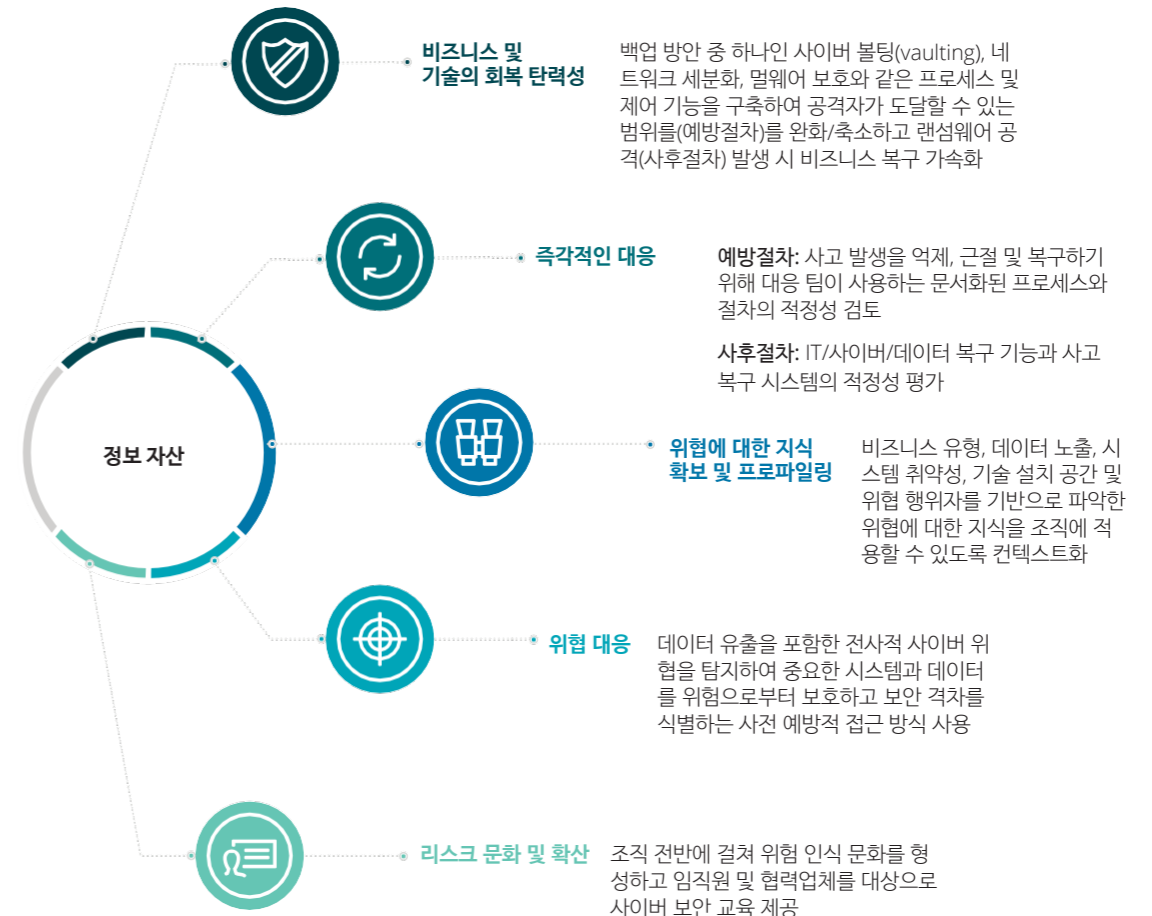 비즈니스 및
기술의 회복 탄력성
백업 방안 중 하나인 사이버 볼팅(vaulting), 네
트워크 세분화, 멀웨어 보호와 같은 프로세스 및
제어 기능을 구축하여 공격자가 도달할 수 있는
범위를(예방절차)를 완화/축소하고 랜섬웨어 공
격(사후절차) 발생 시 비즈니스 복구 가속화
즉각적인 대응
예방절차: 사고 발생을 억제, 근절 및 복구하기
위해 대응 팀이 사용하는 문서화된 프로세스와
절차의 적정성 검토
사후절차: IT/사이버/데이터 복구 기능과 사고
복구 시스템의 적정성 평가
정보 자산
위협에 대한 지식
확보 및 프로파일링
비즈니스 유형, 데이터 노출, 시
스템 취약성, 기술 설치 공간 및
위협 행위자를 기반으로 파악한
위협에 대한 지식을 조직에 적
용할 수 있도록 컨텍스트화
위협 대응
데이터 유출을 포함한 전사적 사이버 위
협을 탐지하여 중요한 시스템과 데이터
를 위험으로부터 보호하고 보안 격차를
식별하는 사전 예방적 접근 방식 사용
리스크 문화 및 확산
조직 전반에 걸쳐 위험 인식 문화를 형
성하고 임직원 및 협력업체를 대상으로
사이버 보안 교육 제공